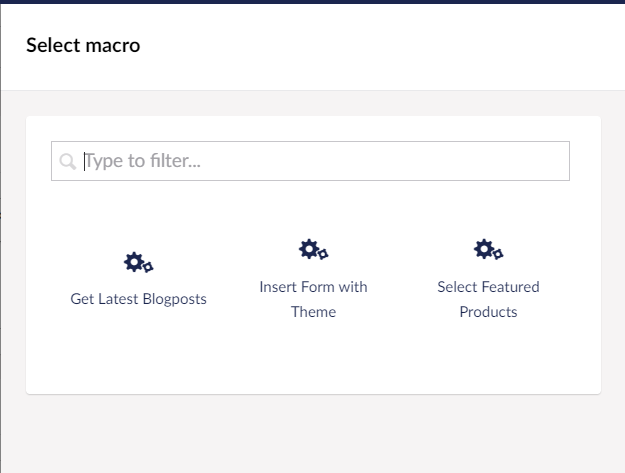 Select macro
Type to filter...
Get Latest Blogposts
Insert Form with
Theme
Select Featured
Products